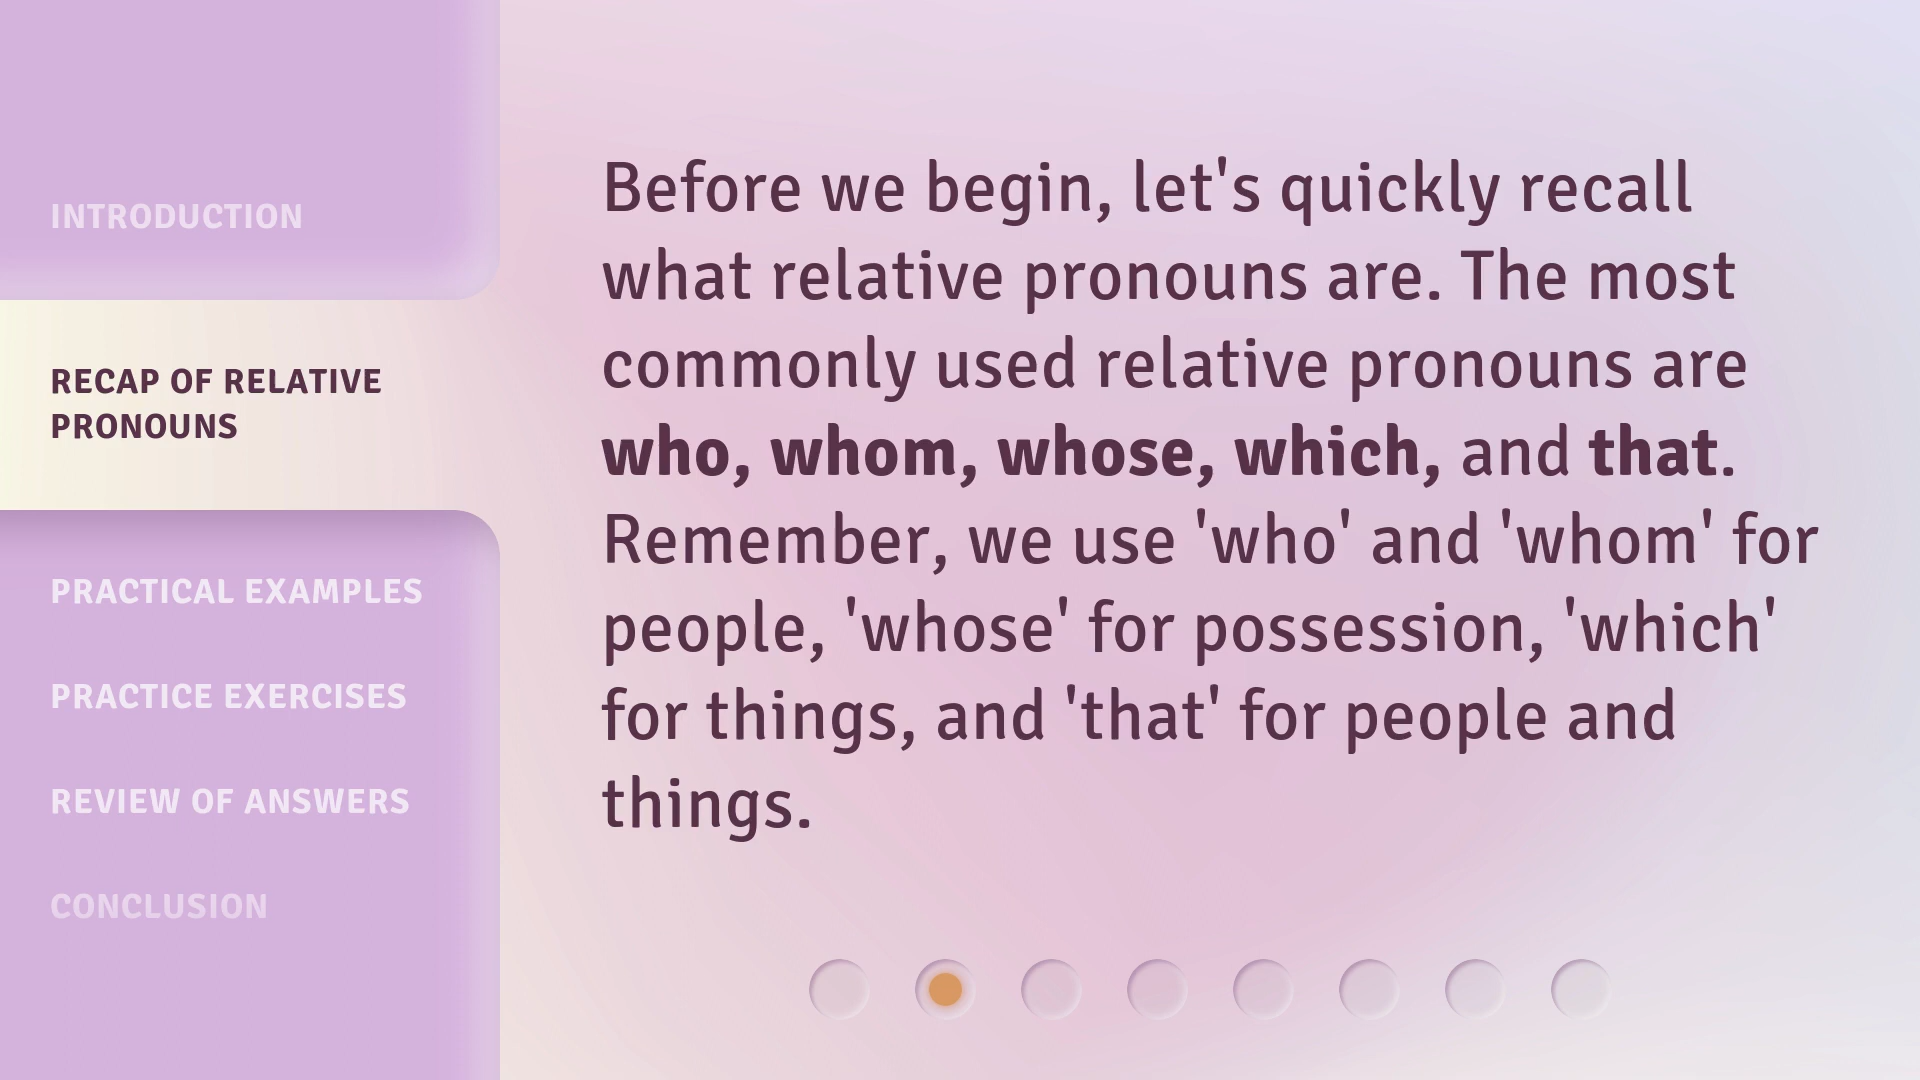 INTRODUCTION
RECAP OF RELATIVE
PRONOUNS
PRACTICAL EXAMPLES
PRACTICE EXERCISES
REVIEW OF ANSWERS
CONCLUSION
Before we begin, let's quickly recall
what relative pronouns are. The most
commonly used relative pronouns are
who, whom, whose, which, and that.
Remember, we use 'who' and 'whom' for
people, 'whose' for possession, 'which'
for things, and 'that' for people and
things.